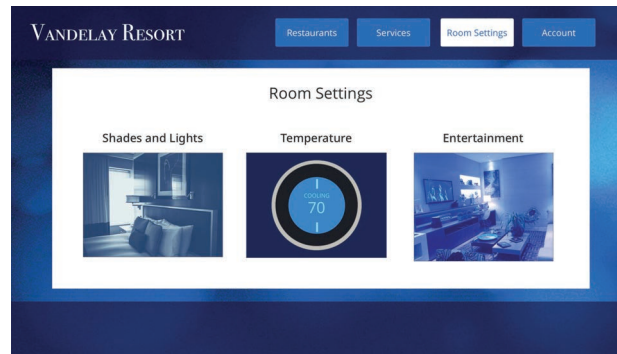 VANDELAY RESORT
Restaurants
Services
Room Settings
Account
Room Settings
Shades and Lights
Temperature
Entertainment
COOLING
70